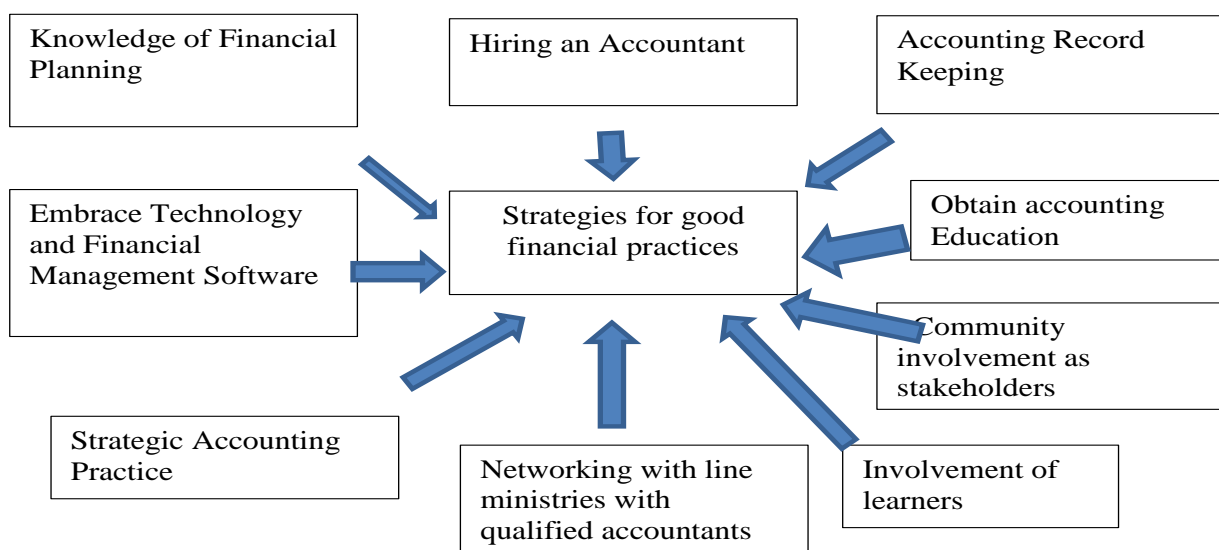 Knowledge of Financial
Planning
Hiring an Accountant
Accounting Record
Keeping
Embrace Technology
and Financial
Management Software
Strategies for good
financial practices
Obtain accounting
Education
Community
involvement as
stakeholders
Strategic Accounting
Practice
Networking with line
ministries with
qualified accountants
Involvement of
learners